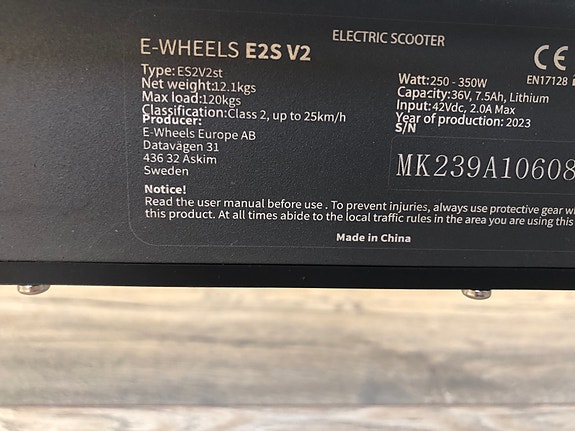 ELECTRIC SCOOTER
E-WHEELS E2S V2
Type: ES2V2st
Net weight:12.1kgs
Max load:120kgs
Classification:Class 2, up to 25km/h
Producer:
E-Wheels Europe AB
Datavägen 31
436 32 Askim
Sweden
CE
EN17128
Watt:250 - 350W
Capacity:36V, 7.5Ah, Lithium
Input:42Vdc, 2.0A Max
Year of production: 2023
S/N
MK239A10608
Notice!
Read the user manual before use . To prevent injuries, always use protective gear
this product. At all times abide to the local traffic rules in the area you are using this
Made in China